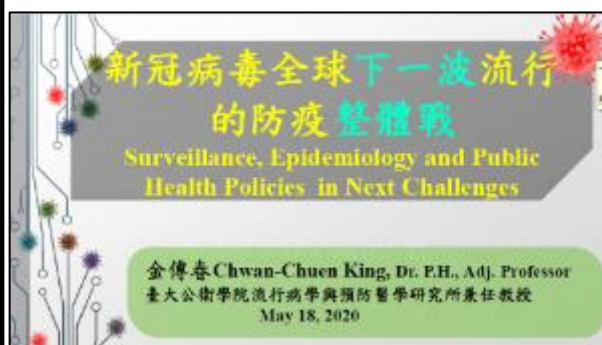 新冠病毒全球下一波流行
的防疫整體戰
Surveillance, Epidemiology and Public
Health Policies in Next Challenges
金傳春Chwan-Chuen King, Dr. P.H., Adj. Professor
臺大公衛學院流行病學與預防醫學研究所兼任教授
May 18, 2020